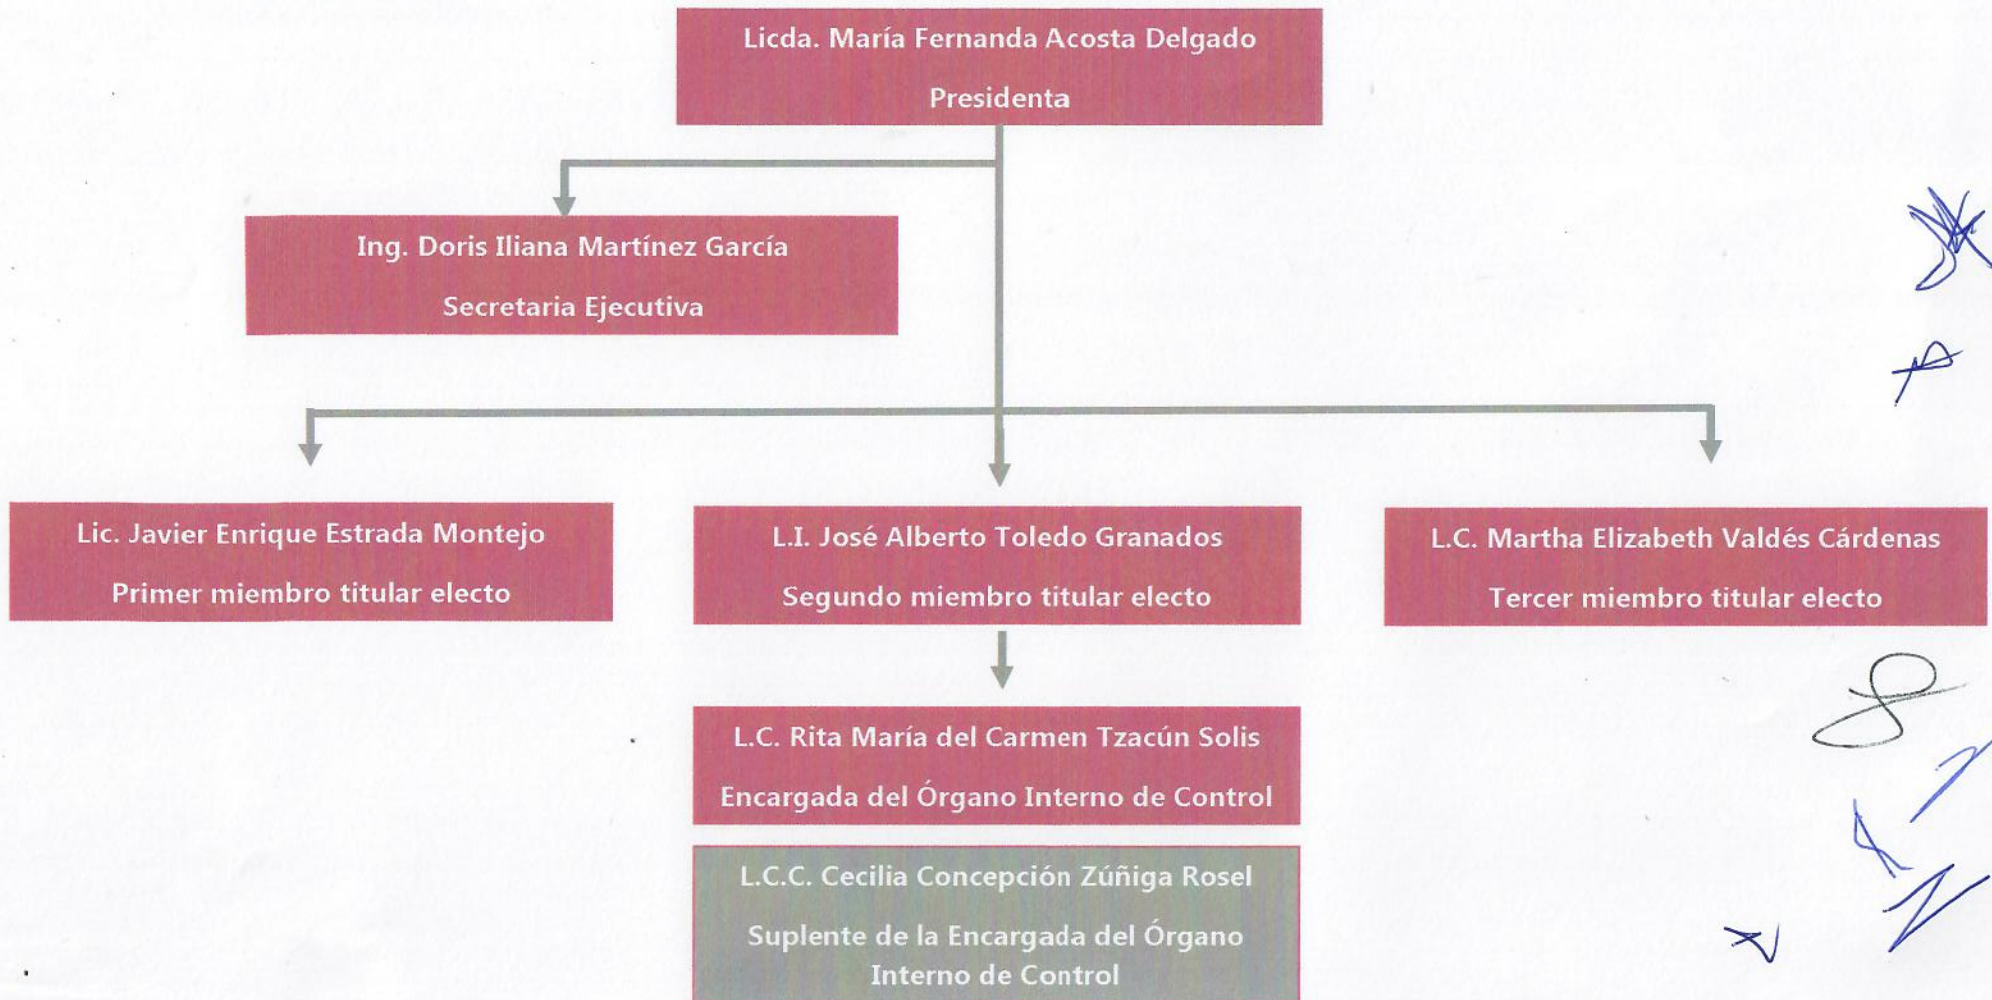 Licda. María Fernanda Acosta Delgado
Presidenta
Ing. Doris Iliana Martínez García
Secretaria Ejecutiva
Lic. Javier Enrique Estrada Montejo
Primer miembro titular electo
L.I. José Alberto Toledo Granados
Segundo miembro titular electo
L.C. Martha Elizabeth Valdés Cárdenas
Tercer miembro titular electo
L.C. Rita María del Carmen Tzacún Solis
Encargada del Órgano Interno de Control
L.C.C. Cecilia Concepción Zúñiga Rosel
Suplente de la Encargada del Órgano
Interno de Control